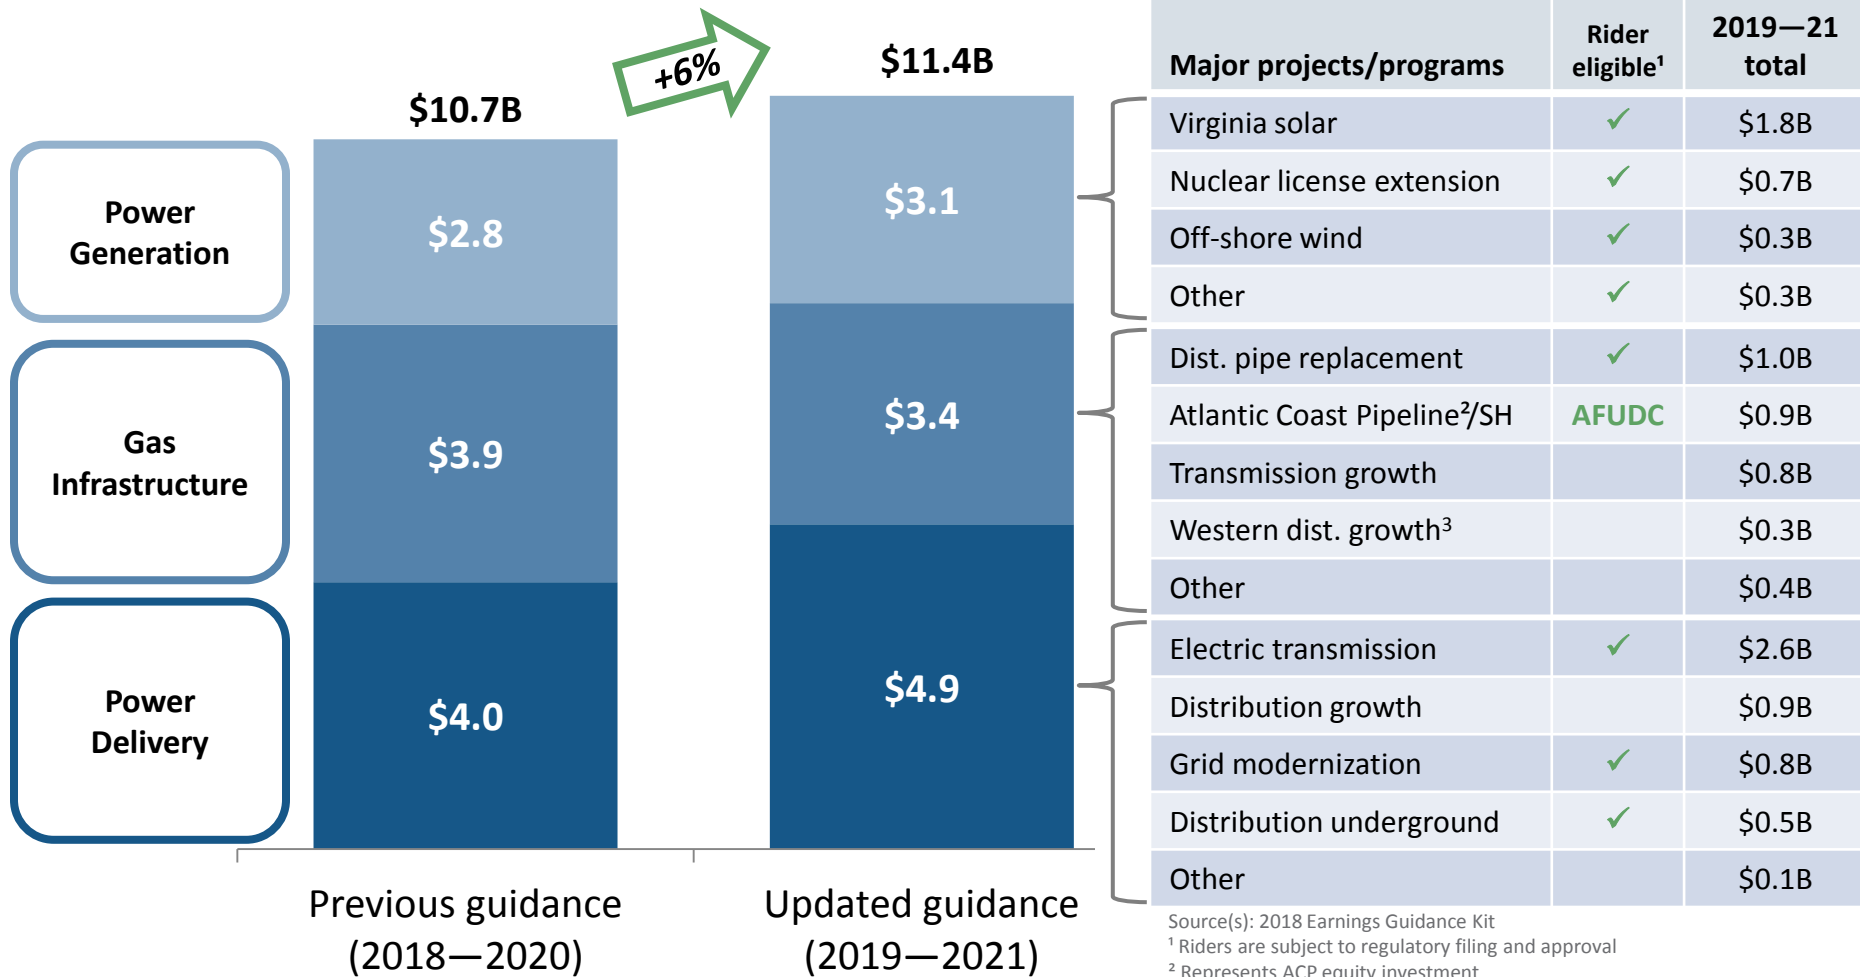 $10.7B
+6%
$11.4B
Power
Generation
Gas
Infrastructure
Power
Delivery
$2.8
$3.9
$4.0
$3.1
$3.4
$4.9
Previous guidance
(2018—2020)
Updated guidance
(2019—2021)
Major projects/programs Rider eligible¹ 2019—21 total
Virginia solar ✓ $1.8B
Nuclear license extension ✓ $0.7B
Off-shore wind ✓ $0.3B
Other ✓ $0.3B
Dist. pipe replacement ✓ $1.0B
Atlantic Coast Pipeline²/SH AFUDC $0.9B
Transmission growth $0.8B
Western dist. growth³ $0.3B
Other $0.4B
Electric transmission ✓ $2.6B
Distribution growth $0.9B
Grid modernization ✓ $0.8B
Distribution underground ✓ $0.5B
Other $0.1B
Source(s): 2018 Earnings Guidance Kit
¹ Riders are subject to regulatory filing and approval
² Represents ACP equity investment